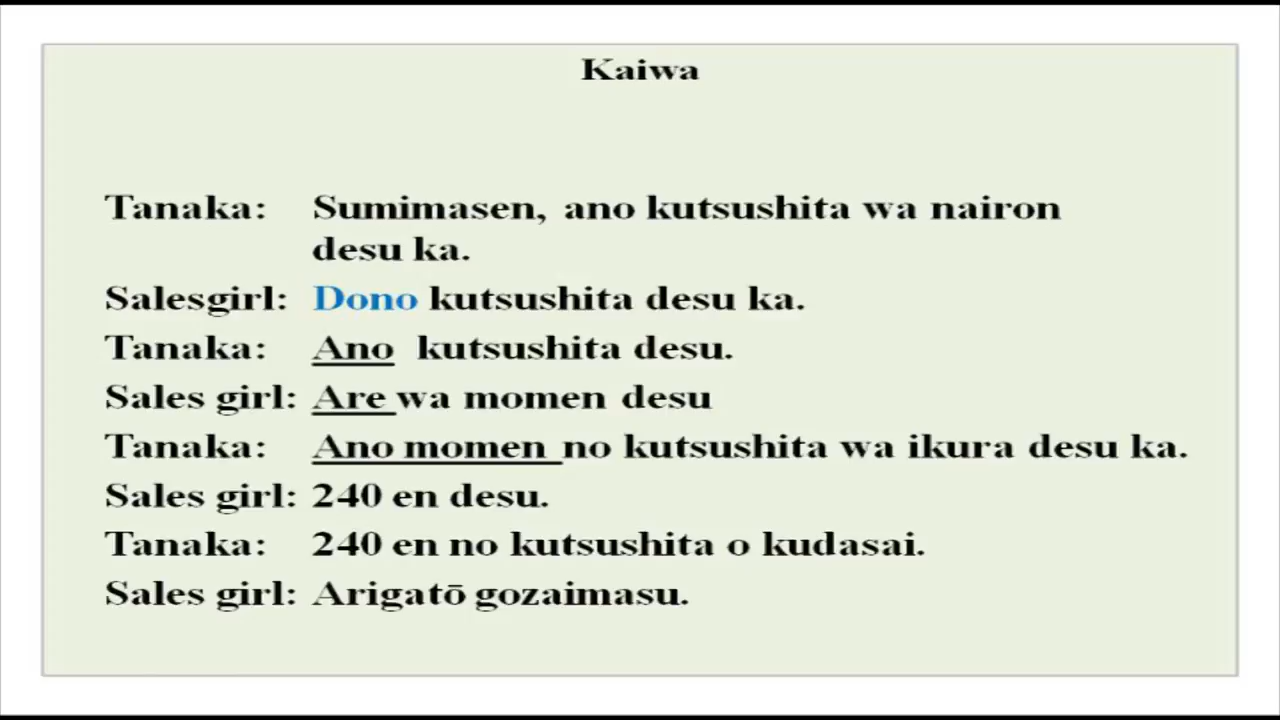 Kaiwa
Tanaka: Sumimasen, ano kutsushita wa nairon
desu ka.
Salesgirl: Dono kutsushita desu ka.
Tanaka: Ano kutsushita desu.
Sales girl: Are wa momen desu
Tanaka: Ano momen no kutsushita wa ikura desu ka.
Sales girl: 240 en desu.
Tanaka: 240 en no kutsushita o kudasai.
Sales girl: Arigatō gozaimasu.